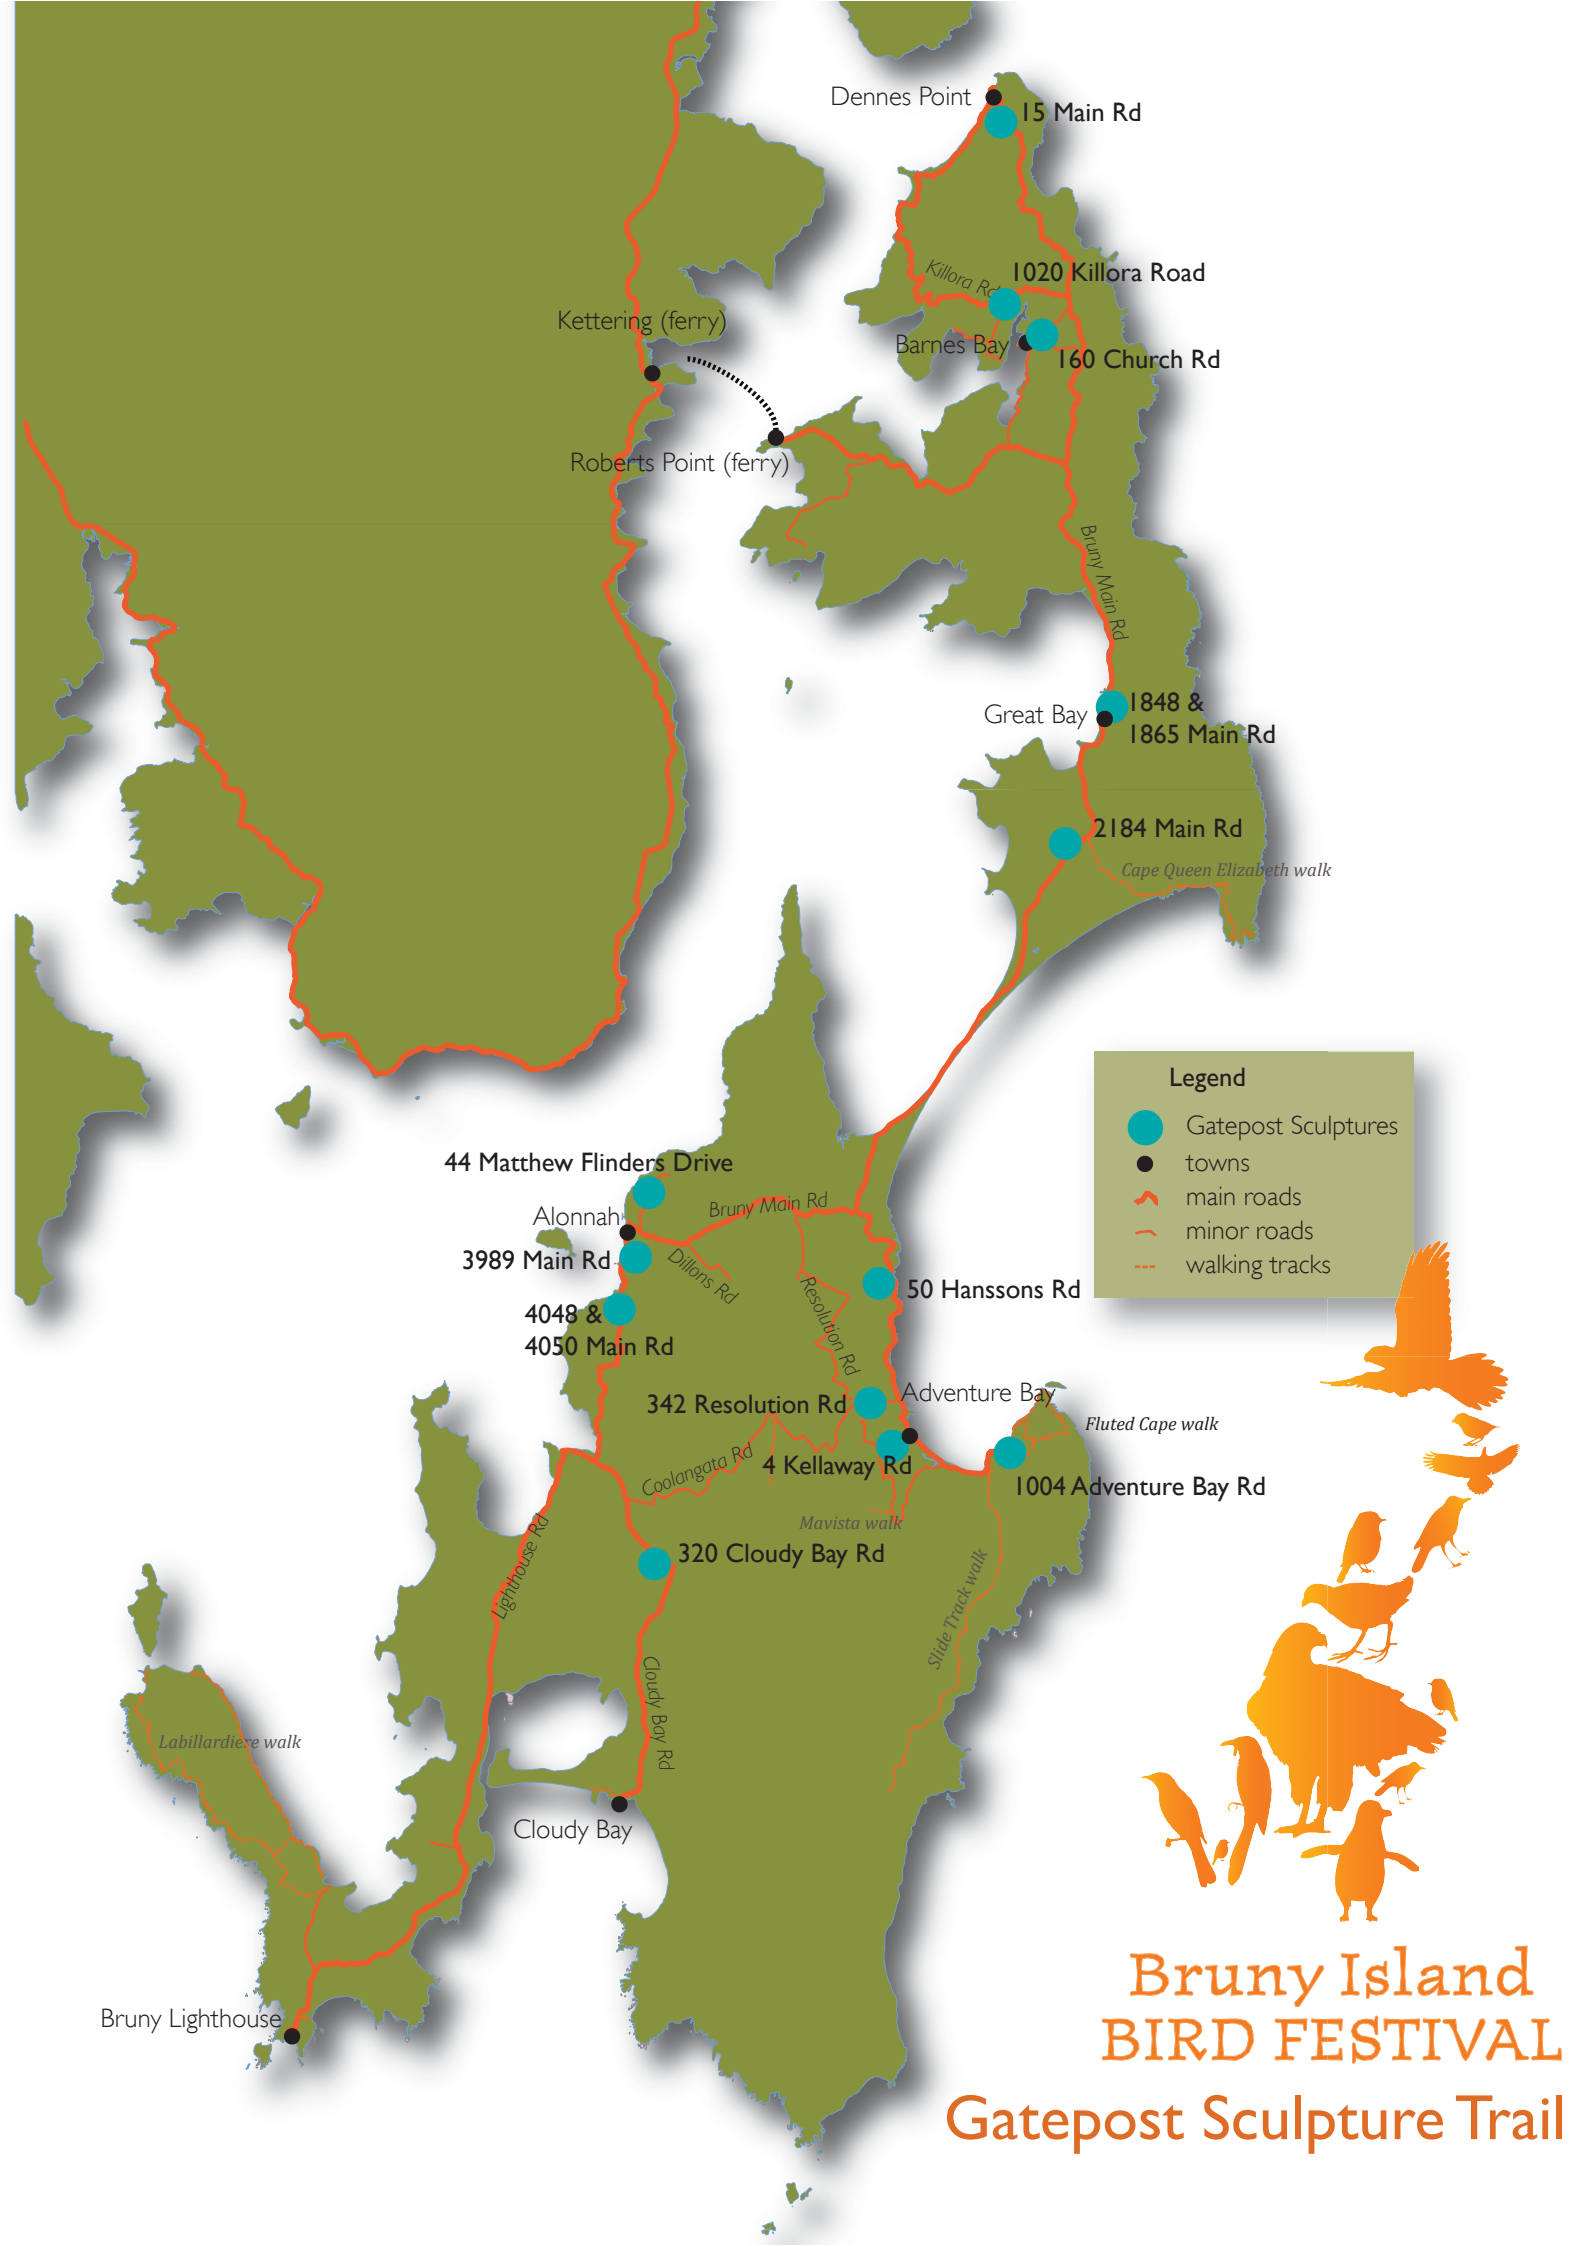 Dennes Point
15 Main Rd
Killora Rd
1020 Killora Road
Kettering (ferry)
Barnes Bay
160 Church Rd
Roberts Point (ferry)
Bruny Main Rd
Great Bay
1848 &
1865 Main Rd
2184 Main Rd
Cape Queen Elizabeth walk
Legend
Gatepost Sculptures
towns
main roads
minor roads
walking tracks
44 Matthew Flinders Drive
Alonnah
Bruny Main Rd
3989 Main Rd
Dillons Rd
50 Hanssons Rd
4048 &
4050 Main Rd
Resolution Rd
342 Resolution Rd
Adventure Bay
Fluted Cape walk
Coolangata Rd
4 Kellaway Rd
1004 Adventure Bay Rd
Mavista walk
Lighthouse Rd
320 Cloudy Bay Rd
Slide Track walk
Cloudy Bay Rd
Labillardiere walk
Cloudy Bay
Bruny Lighthouse
Bruny Island
BIRD FESTIVAL
Gatepost Sculpture Trail